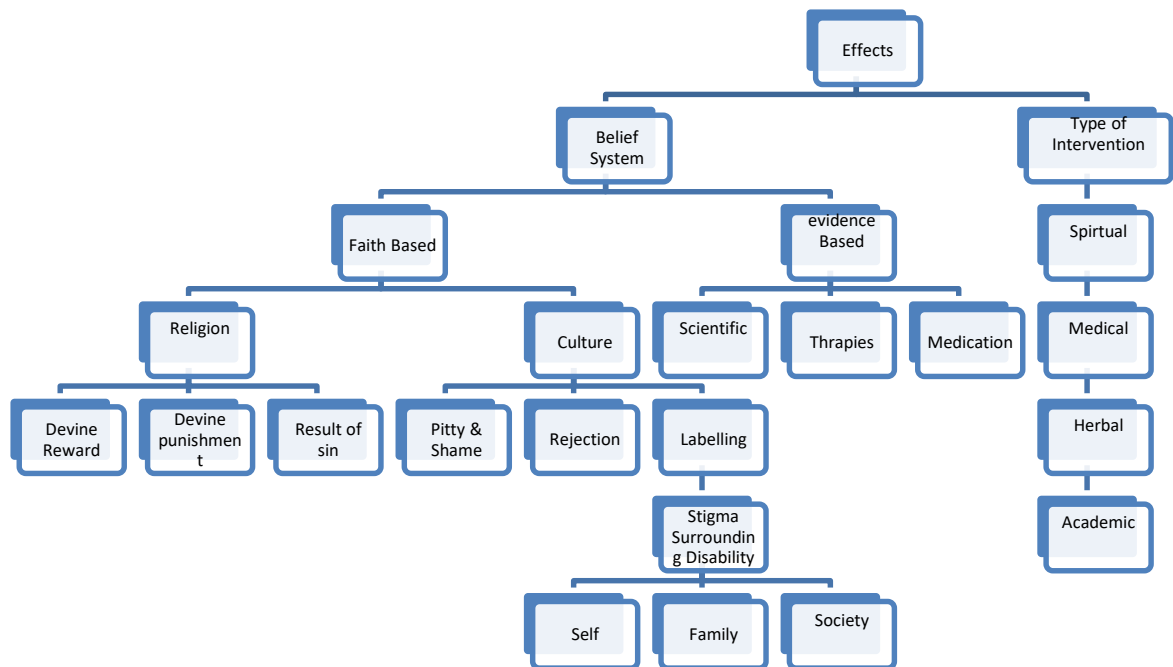 Effects
Belief
System
Type of
Intervention
Faith Based
evidence
Based
Spirtual
Religion
Culture
Scientific
Thrapies
Medication
Medical
Devine
Reward
Devine
punishmen
t
Result of
sin
Pitty &
Shame
Rejection
Labelling
Herbal
Stigma
Surroundin
g Disability
Academic
Self
Family
Society